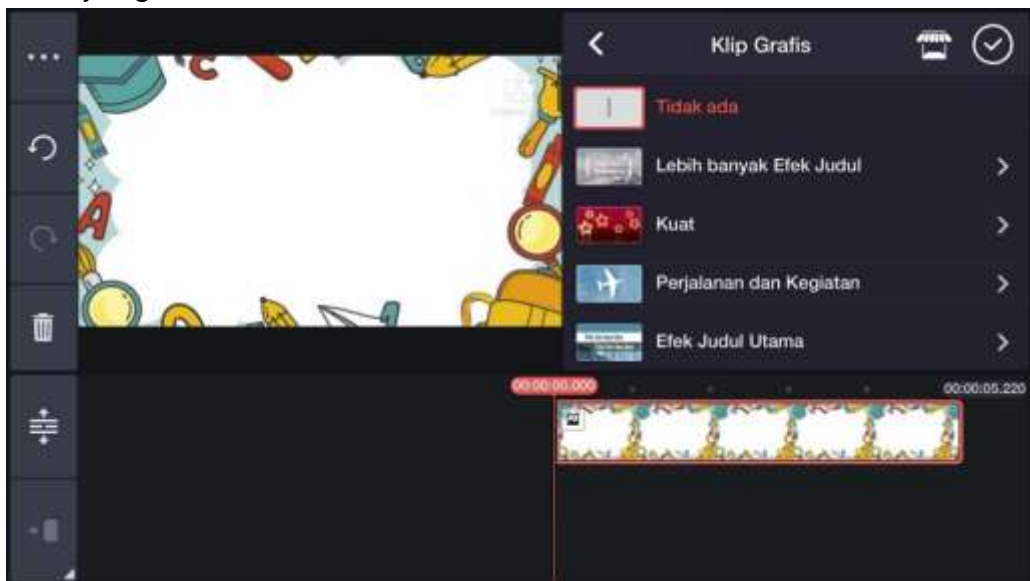 Klip Grafis
Tidak ada
Lebih banyak Efek Judul
Kuat
Perjalanan dan Kegiatan
Efek Judul Utama
00:00:00.000
00:00:05.220